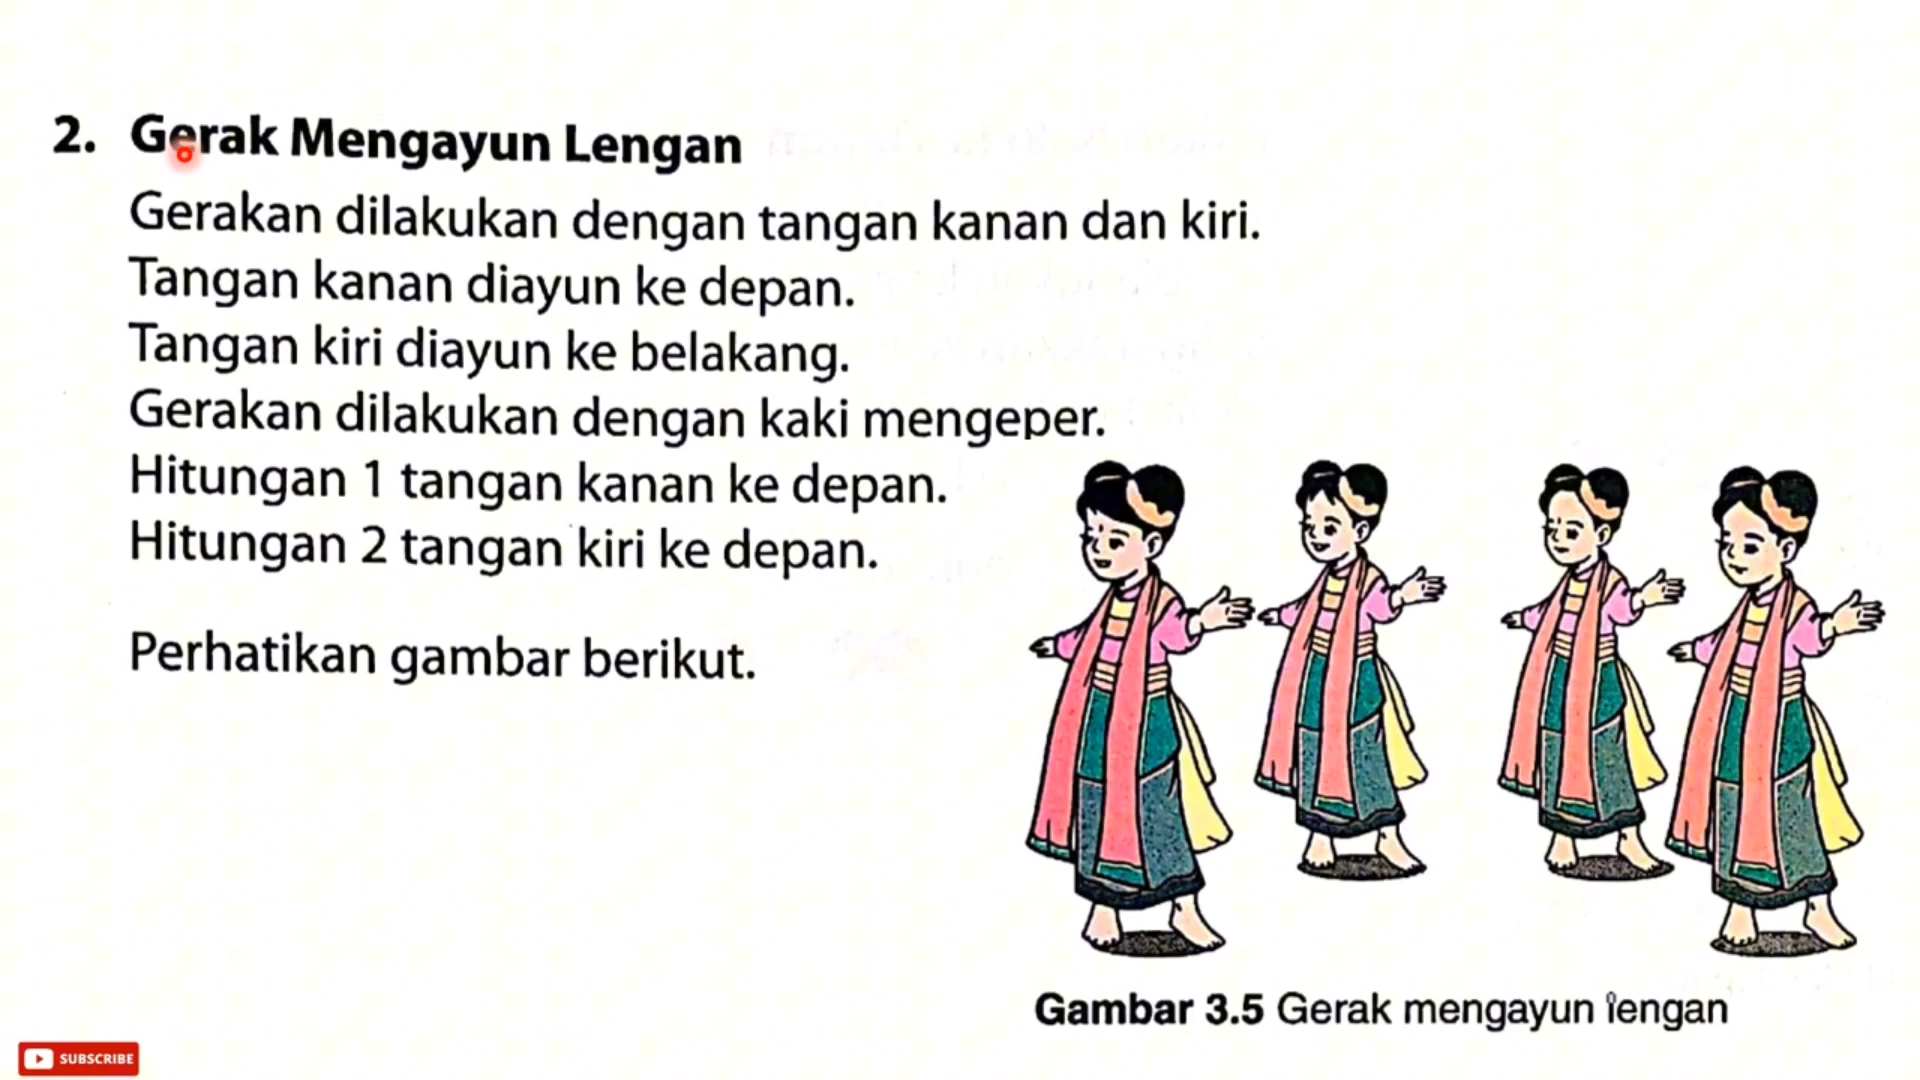 2. Gerak Mengayun Lengan
Gerakan dilakukan dengan tangan kanan dan kiri.
Tangan kanan diayun ke depan.
Tangan kiri diayun ke belakang.
Gerakan dilakukan dengan kaki mengeper.
Hitungan 1 tangan kanan ke depan.
Hitungan 2 tangan kiri ke depan.
Perhatikan gambar berikut.
Gambar 3.5 Gerak mengayun lengan
SUBSCRIBE